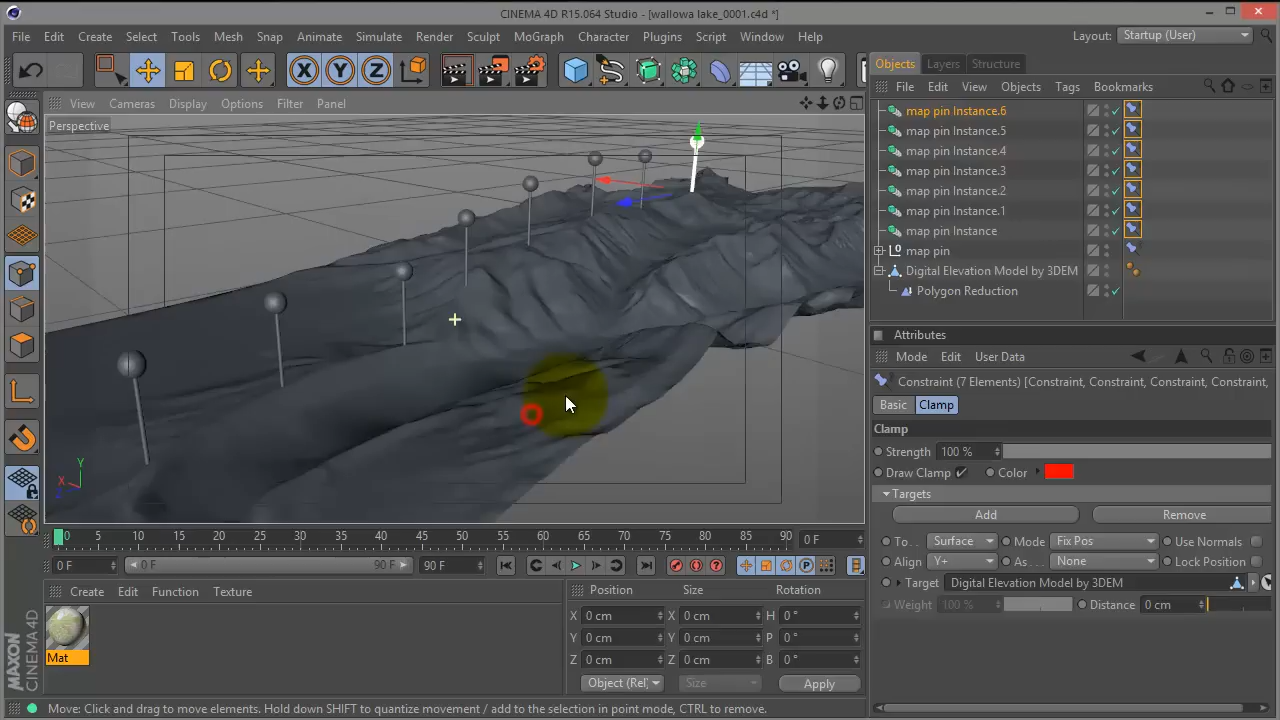 CINEMA 4D R15.064 Studio - [wallowa lake_0001.c4d *]
File Edit Create Select Tools Mesh Snap Animate Simulate Render Sculpt MoGraph Character Plugins Script Window Help
Layout: Startup (User)
X Y Z
Objects Layers Structure
File Edit View Objects Tags Bookmarks
View Cameras Display Options Filter Panel
Perspective
map pin Instance.6
map pin Instance.5
map pin Instance.4
map pin Instance.3
map pin Instance.2
map pin Instance.1
map pin Instance
map pin
Digital Elevation Model by 3DEM
Polygon Reduction
Attributes
Mode Edit User Data
Constraint (7 Elements) [Constraint, Constraint, Constraint, Constraint,
Basic Clamp
Clamp
Strength 100 %
Draw Clamp Color
Targets
Add Remove
To. . Surface Mode Fix Pos Use Normals
Align Y+ As. . . None Lock Position
Target Digital Elevation Model by 3DEM
Weight 100 % Distance 0 cm
Y
X
Z
0 5 10 15 20 25 30 35 40 45 50 55 60 65 70 75 80 85 90 0 F
0 F 0 F 90 F 90 F
Create Edit Function Texture
Mat
MAXON CINEMA 4D
Position Size Rotation
X 0 cm X 0 cm H 0 °
Y 0 cm Y 0 cm P 0 °
Z 0 cm Z 0 cm B 0 °
Object (Rel) Size Apply
Move: Click and drag to move elements. Hold down SHIFT to quantize movement / add to the selection in point mode, CTRL to remove.